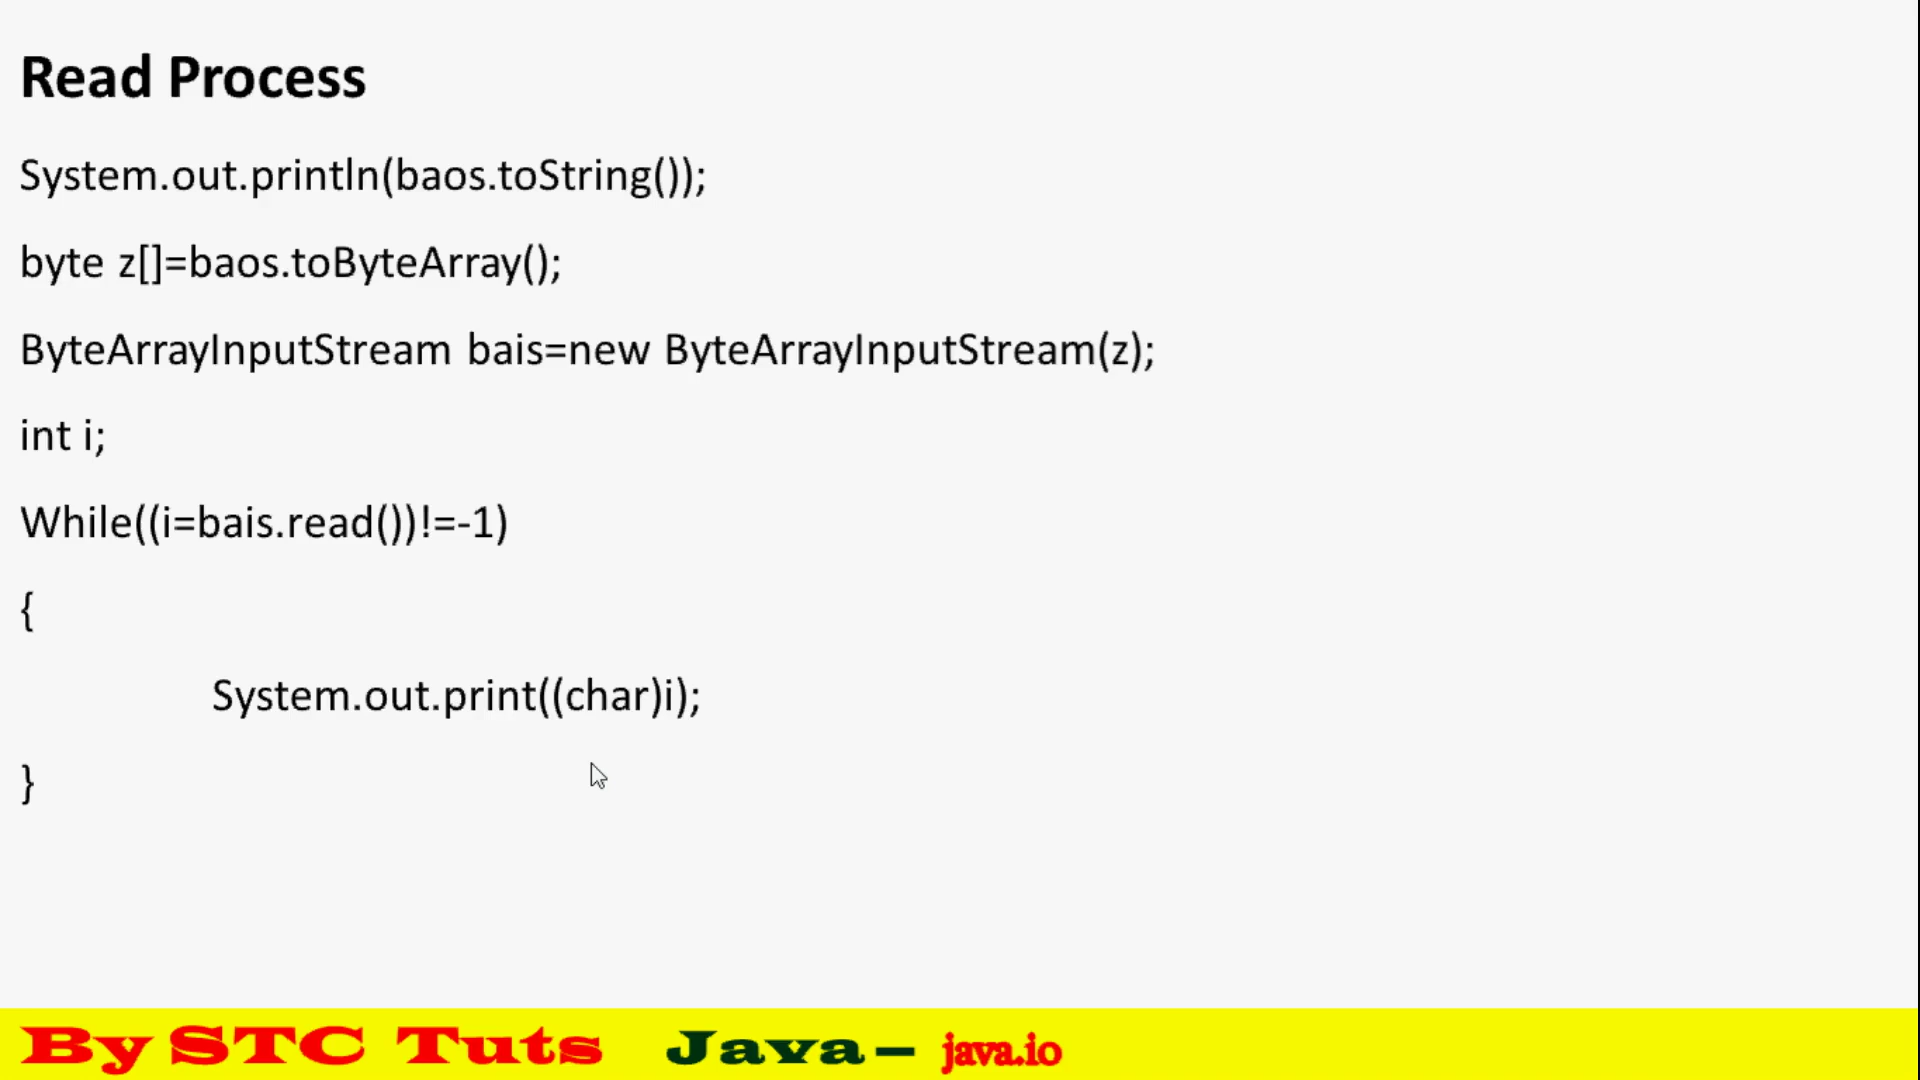 Read Process
System.out.println(baos.toString());
byte z[]=baos.toByteArray();
ByteArrayInputStream bais=new ByteArrayInputStream(z);
int i;
While((i=bais.read())!=-1)
{
System.out.print((char)i);
}
By STC Tuts Java– java.io